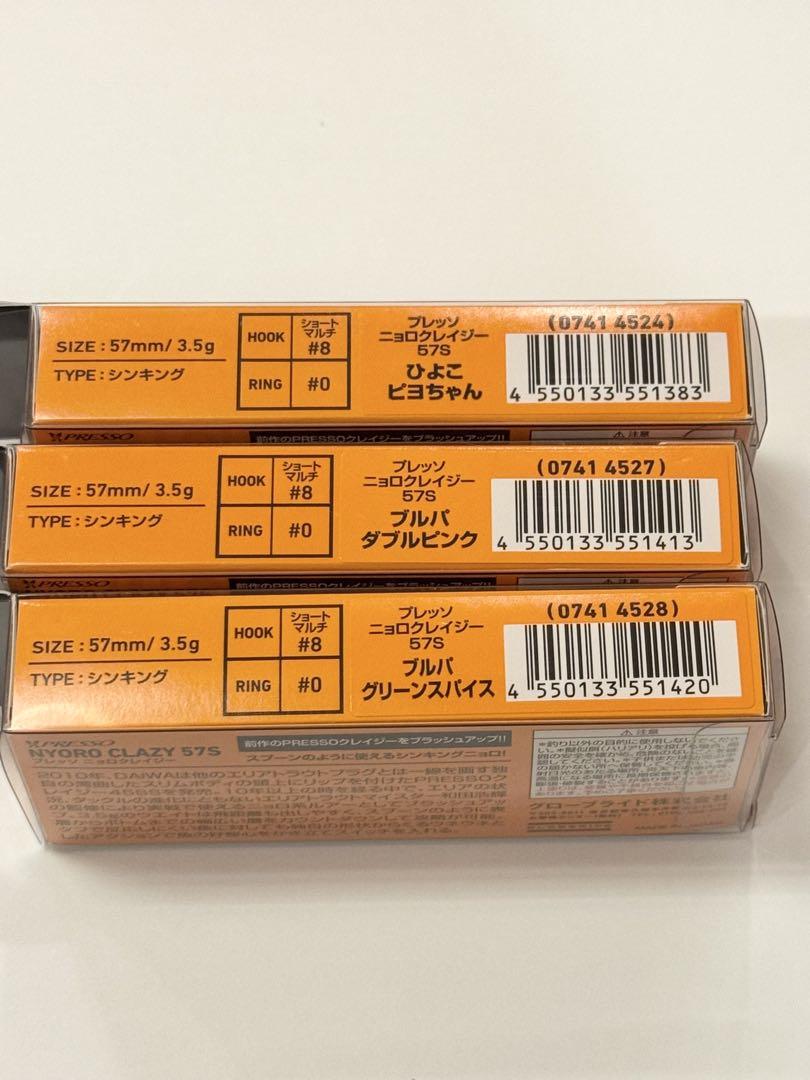 SIZE : 57mm/ 3.5g
TYPE : シンキング
HOOK
ショート
マルチ
#8
RING
#0
プレッソ
ニョロクレイジー
57S
ひよこ
ピヨちゃん
(0741 4524)
4 550133 551383
PRESSO
前作のPRESSOクレイジーをブラッシュアップ!!
⚠注意
SIZE : 57mm/ 3.5g
TYPE : シンキング
HOOK
ショート
マルチ
#8
RING
#0
プレッソ
ニョロクレイジー
57S
ブルパ
ダブルピンク
(0741 4527)
4 550133 551413
PRESSO
前作のPRESSOクレイジーをブラッシュアップ!!
⚠注意
SIZE : 57mm/ 3.5g
TYPE : シンキング
HOOK
ショート
マルチ
#8
RING
#0
プレッソ
ニョロクレイジー
57S
ブルパ
グリーンスパイス
(0741 4528)
4 550133 551420
PRESSO
NYORO CLAZY 57S
プレッソ ニョロクレイジー
前作のPRESSOクレイジーをブラッシュアップ!!
スプーンのように使えるシンキングニョロ!
2010年、DAIWAは他のエリアトラウトプラグとは一線を画す独
⚠注意
グローブライド株式会社